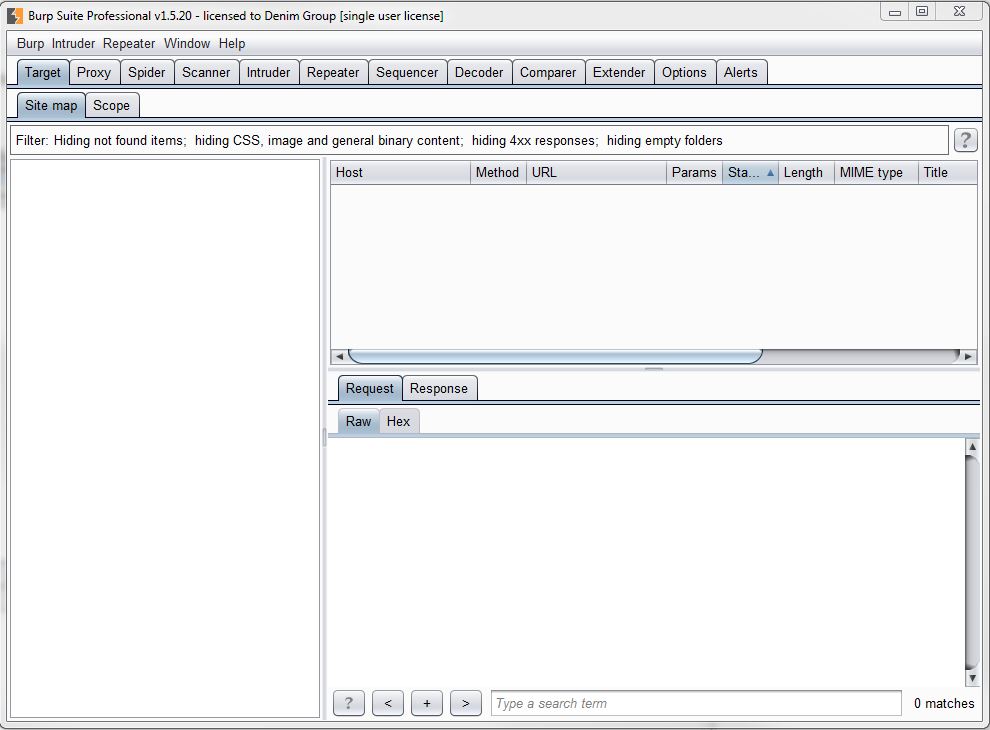 Burp Suite Professional v1.5.20 - licensed to Denim Group [single user license]
Burp Intruder Repeater Window Help
Target Proxy Spider Scanner Intruder Repeater Sequencer Decoder Comparer Extender Options Alerts
Site map Scope
Filter: Hiding not found items; hiding CSS, image and general binary content; hiding 4xx responses; hiding empty folders
?
Host Method URL Params Sta... Length MIME type Title
Request Response
Raw Hex
? < + > Type a search term 0 matches